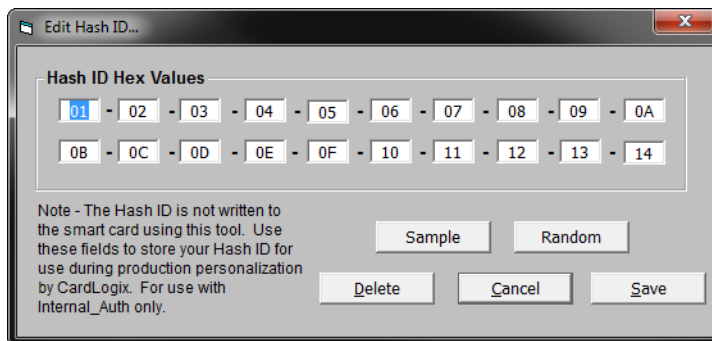 Edit Hash ID...
Hash ID Hex Values
01 - 02 - 03 - 04 - 05 - 06 - 07 - 08 - 09 - 0A
0B - 0C - 0D - 0E - 0F - 10 - 11 - 12 - 13 - 14
Note - The Hash ID is not written to
the smart card using this tool. Use
these fields to store your Hash ID for
use during production personalization
by CardLogix. For use with
Internal_Auth only.
Sample Random
Delete Cancel Save